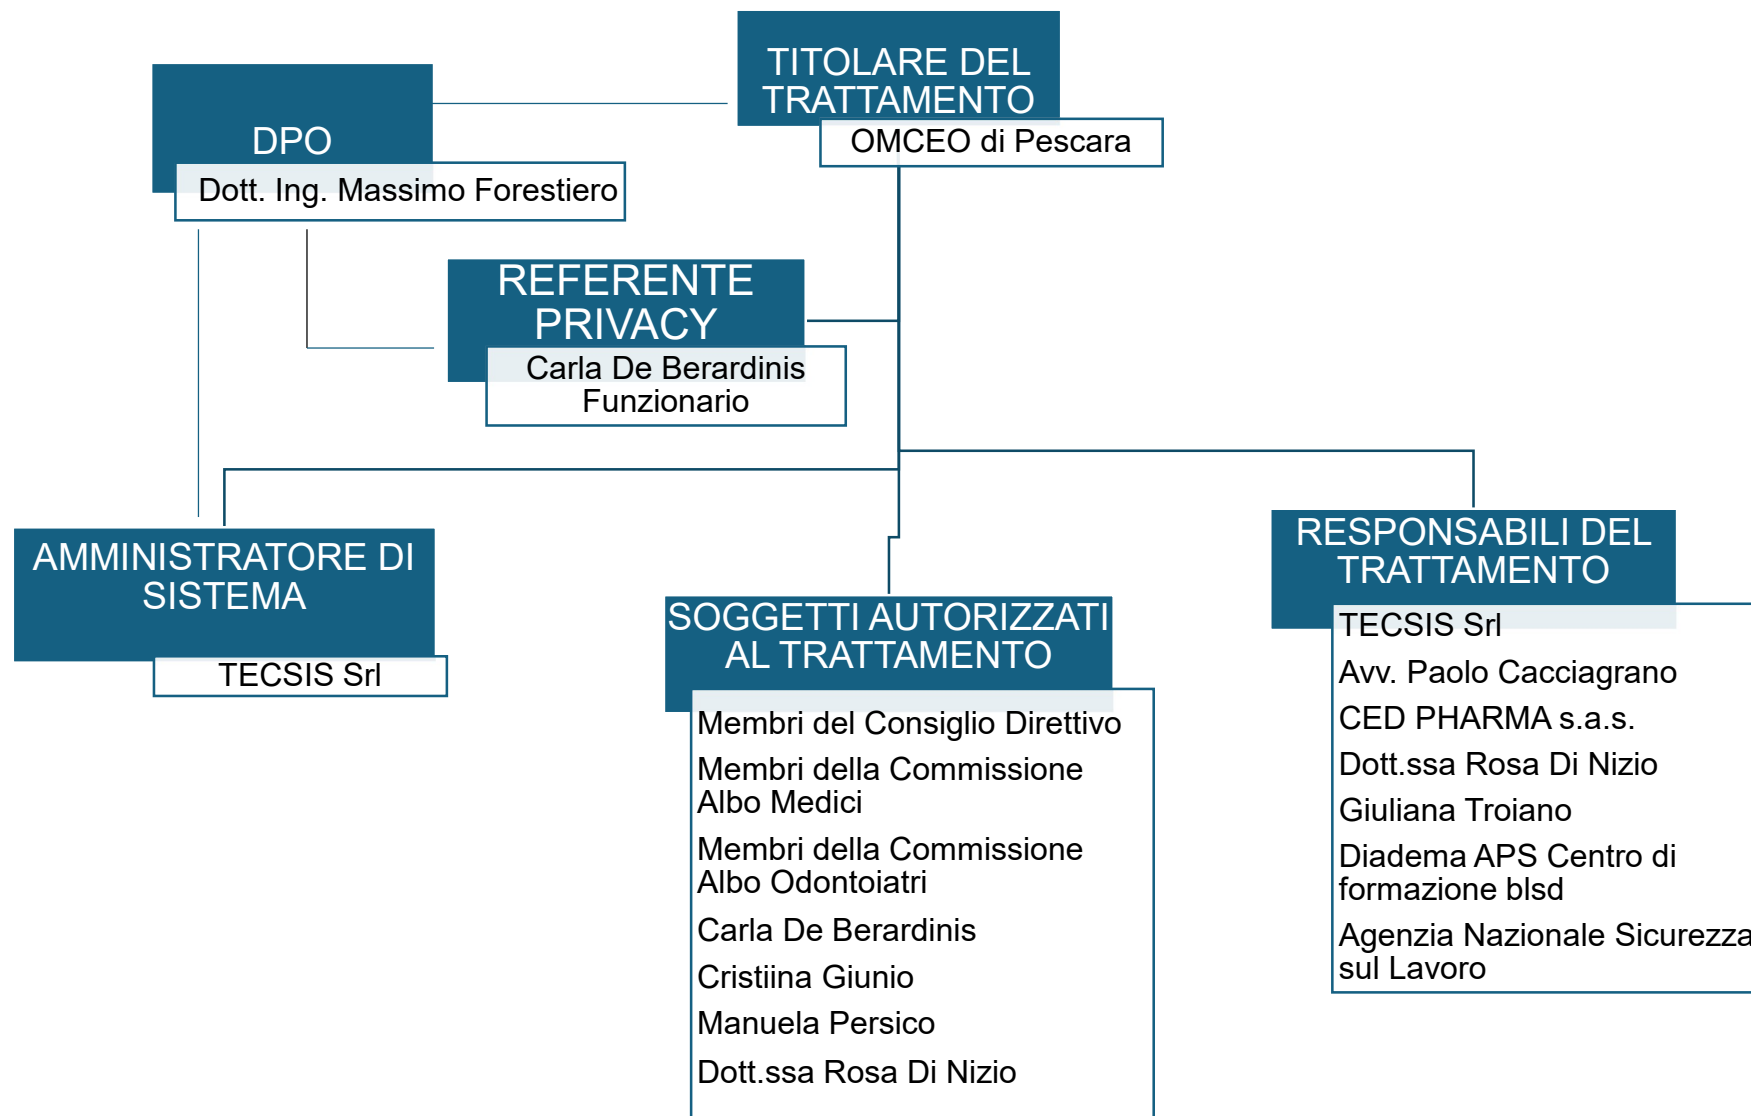 TITOLARE DEL
TRATTAMENTO
OMCEO di Pescara
DPO
Dott. Ing. Massimo Forestiero
REFERENTE
PRIVACY
Carla De Berardinis
Funzionario
AMMINISTRATORE DI
SISTEMA
TECSIS Srl
SOGGETTI AUTORIZZATI
AL TRATTAMENTO
Membri del Consiglio Direttivo
Membri della Commissione
Albo Medici
Membri della Commissione
Albo Odontoiatri
Carla De Berardinis
Cristiina Giunio
Manuela Persico
Dott.ssa Rosa Di Nizio
RESPONSABILI DEL
TRATTAMENTO
TECSIS Srl
Avv. Paolo Cacciagrano
CED PHARMA s.a.s.
Dott.ssa Rosa Di Nizio
Giuliana Troiano
Diadema APS Centro di
formazione blsd
Agenzia Nazionale Sicurezza
sul Lavoro